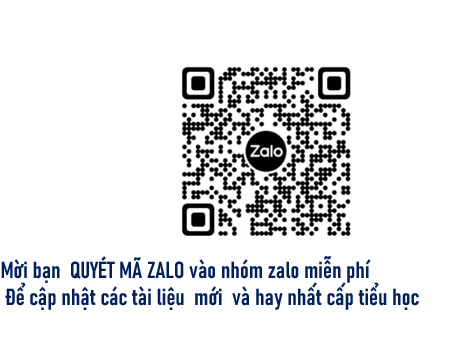 Zalo
Mời bạn QUYÉT MÃ ZALO vào nhóm zalo miễn phí
Để cập nhật các tài liệu mới và hay nhất cấp tiểu học